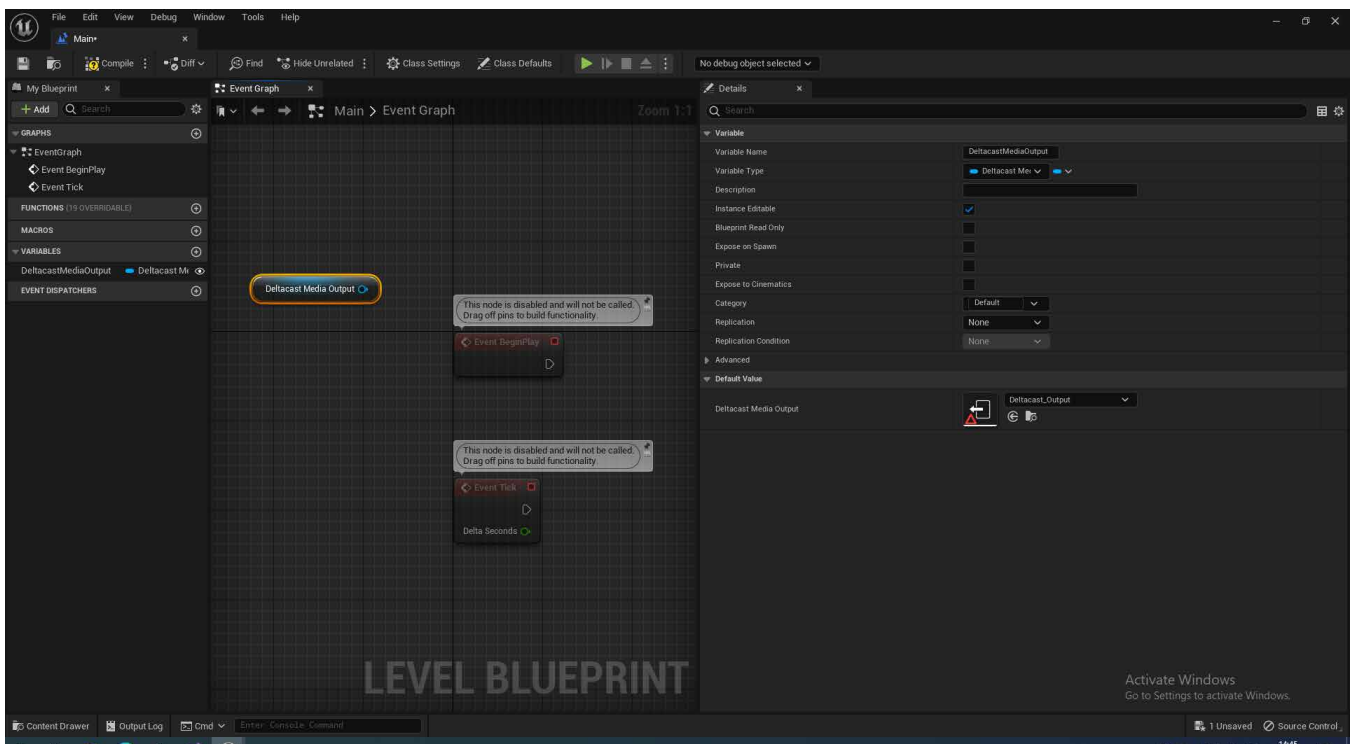 File Edit View Debug Window Tools Help
Main•
Compile Diff Find Hide Unrelated Class Settings Class Defaults No debug object selected
My Blueprint Event Graph Details
+ Add Search Main > Event Graph Zoom 1:1 Search
GRAPHS Variable
EventGraph Variable Name DeltacastMediaOutput
Event BeginPlay Variable Type Deltacast Me
Event Tick Description
FUNCTIONS (19 OVERRIDABLE) Instance Editable
MACROS Blueprint Read Only
VARIABLES Expose on Spawn
DeltacastMediaOutput Deltacast Me Private
EVENT DISPATCHERS Expose to Cinematics
Deltacast Media Output
Category Default
This node is disabled and will not be called.
Drag off pins to build functionality.
Replication None
Event BeginPlay Replication Condition None
Advanced
Default Value
Deltacast Media Output Deltacast_Output
This node is disabled and will not be called.
Drag off pins to build functionality.
Event Tick
Delta Seconds
LEVEL BLUEPRINT
Activate Windows
Go to Settings to activate Windows.
Content Drawer Output Log Cmd Enter Console Command 1 Unsaved Source Control